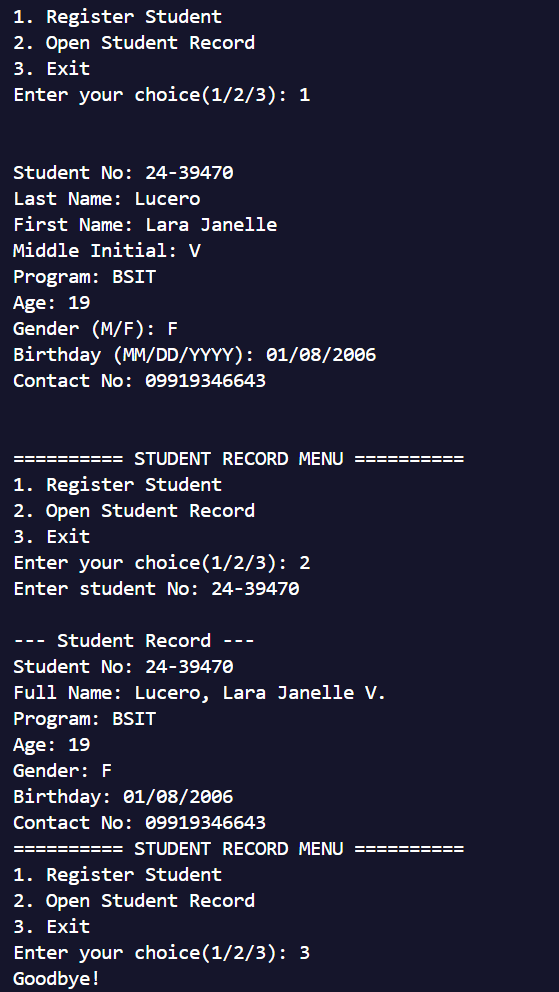 1. Register Student
2. Open Student Record
3. Exit
Enter your choice(1/2/3): 1
Student No: 24-39470
Last Name: Lucero
First Name: Lara Janelle
Middle Initial: V
Program: BSIT
Age: 19
Gender (M/F): F
Birthday (MM/DD/YYYY): 01/08/2006
Contact No: 09919346643
========== STUDENT RECORD MENU ==========
1. Register Student
2. Open Student Record
3. Exit
Enter your choice(1/2/3): 2
Enter student No: 24-39470
--- Student Record ---
Student No: 24-39470
Full Name: Lucero, Lara Janelle V.
Program: BSIT
Age: 19
Gender: F
Birthday: 01/08/2006
Contact No: 09919346643
========== STUDENT RECORD MENU ==========
1. Register Student
2. Open Student Record
3. Exit
Enter your choice(1/2/3): 3
Goodbye!